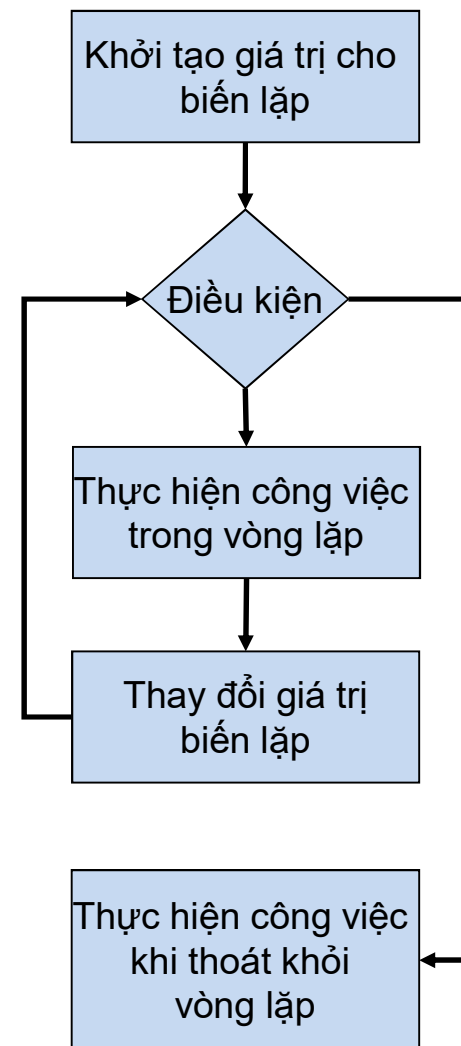 Khởi tạo giá trị cho
biến lặp
Điều kiện
Thực hiện công việc
trong vòng lặp
Thay đổi giá trị
biến lặp
Thực hiện công việc
khi thoát khỏi
vòng lặp